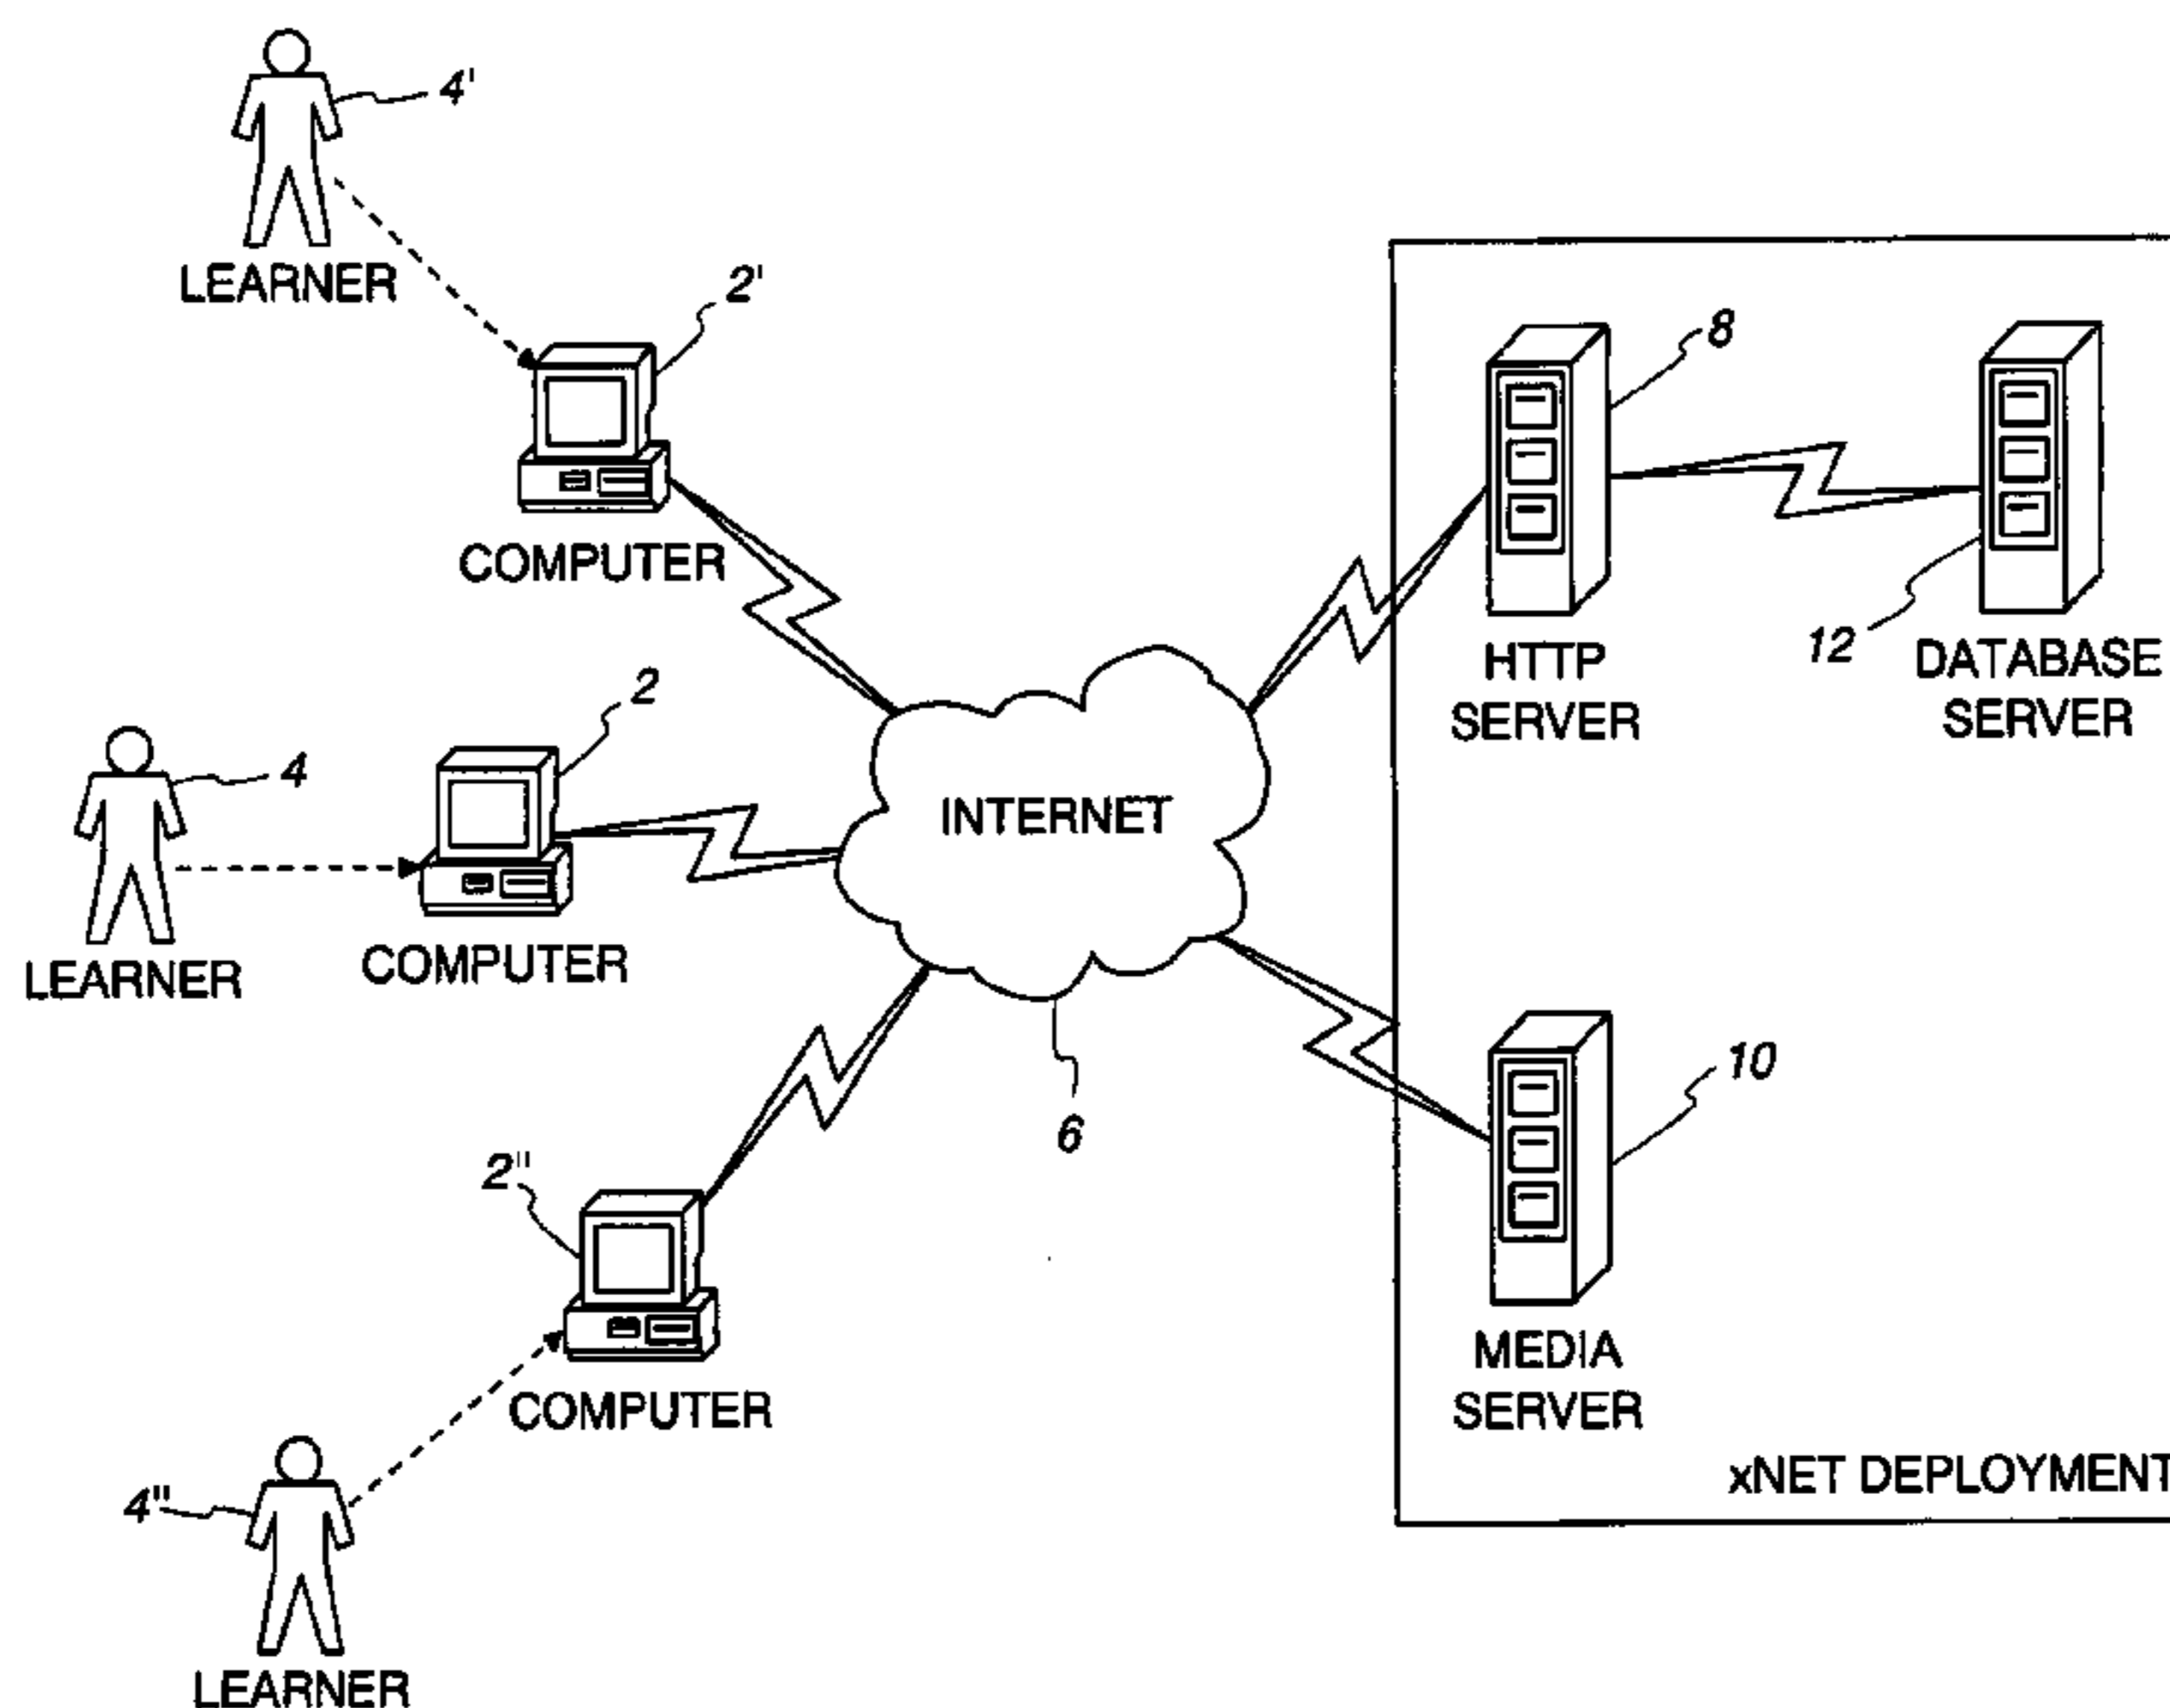 4'
LEARNER
2'
COMPUTER
8
HTTP
SERVER
12
DATABASE
SERVER
2
4
LEARNER
COMPUTER
INTERNET
6
10
MEDIA
SERVER
2"
COMPUTER
4"
LEARNER
xNET DEPLOYMENT